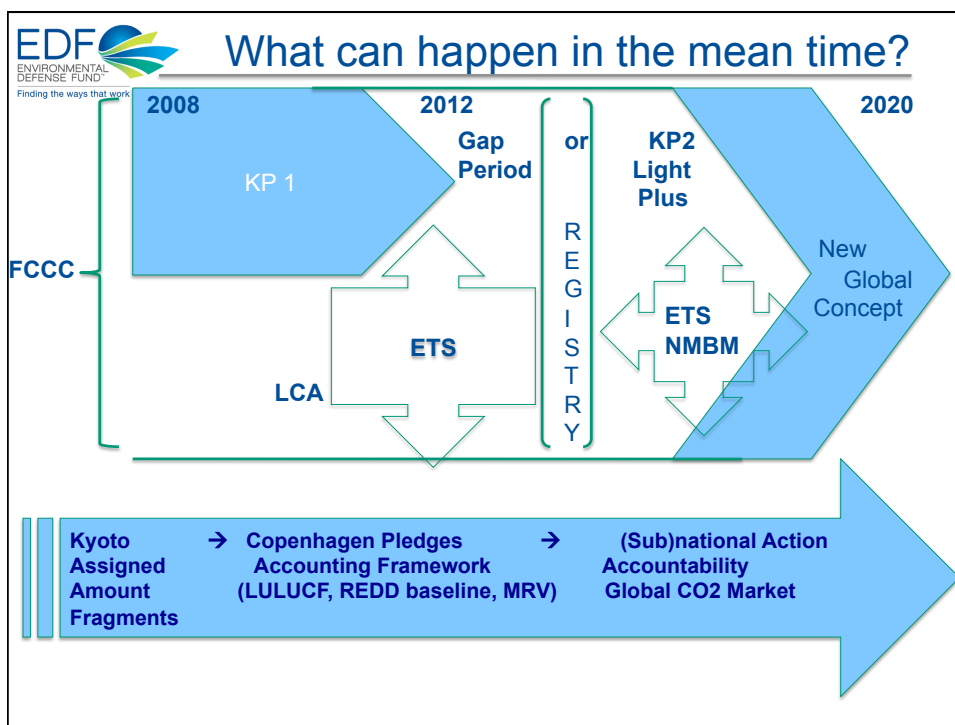 EDF
ENVIRONMENTAL
DEFENSE FUND™
Finding the ways that work
What can happen in the mean time?
2008 2012 2020
Gap or KP2
Period Light
Plus
KP 1
R
E
G
I
S
T
R
Y
FCCC
New
Global
Concept
ETS
ETS
NMBM
LCA
Kyoto → Copenhagen Pledges → (Sub)national Action
Assigned Accounting Framework Accountability
Amount (LULUCF, REDD baseline, MRV) Global CO2 Market
Fragments